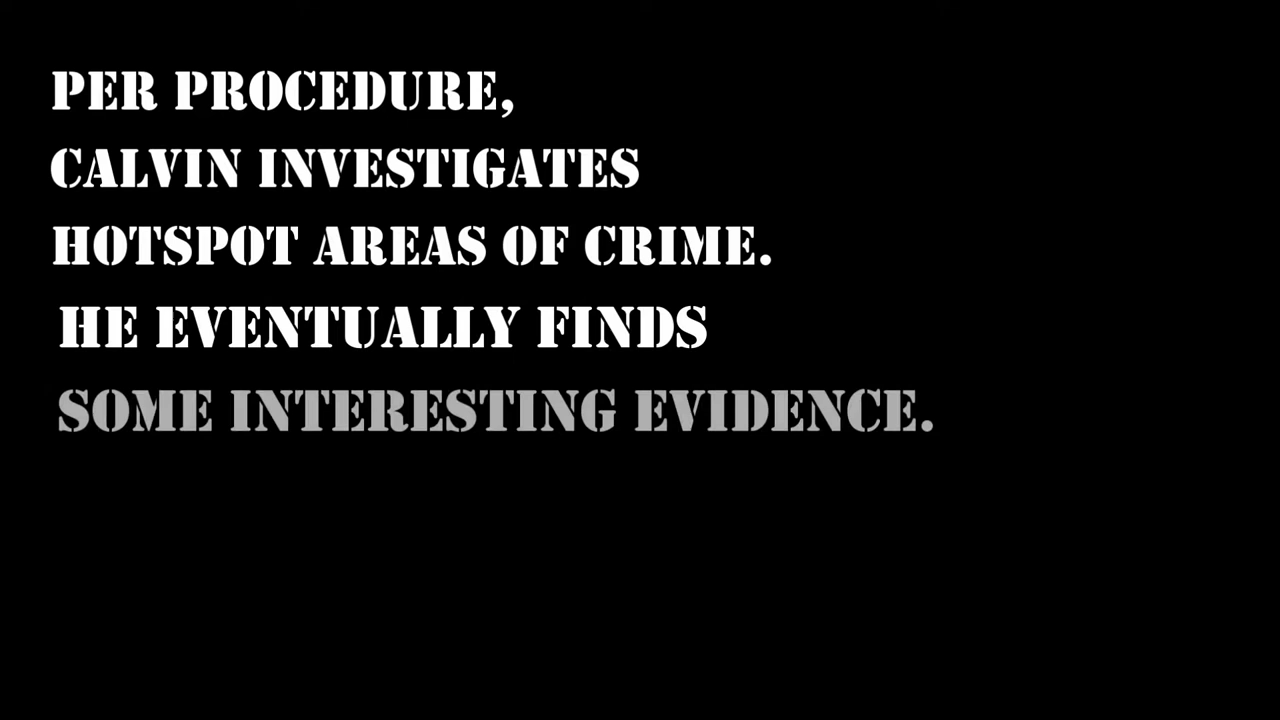 PER PROCEDURE,
CALVIN INVESTIGATES
HOTSPOT AREAS OF CRIME.
HE EVENTUALLY FINDS
SOME INTERESTING EVIDENCE.